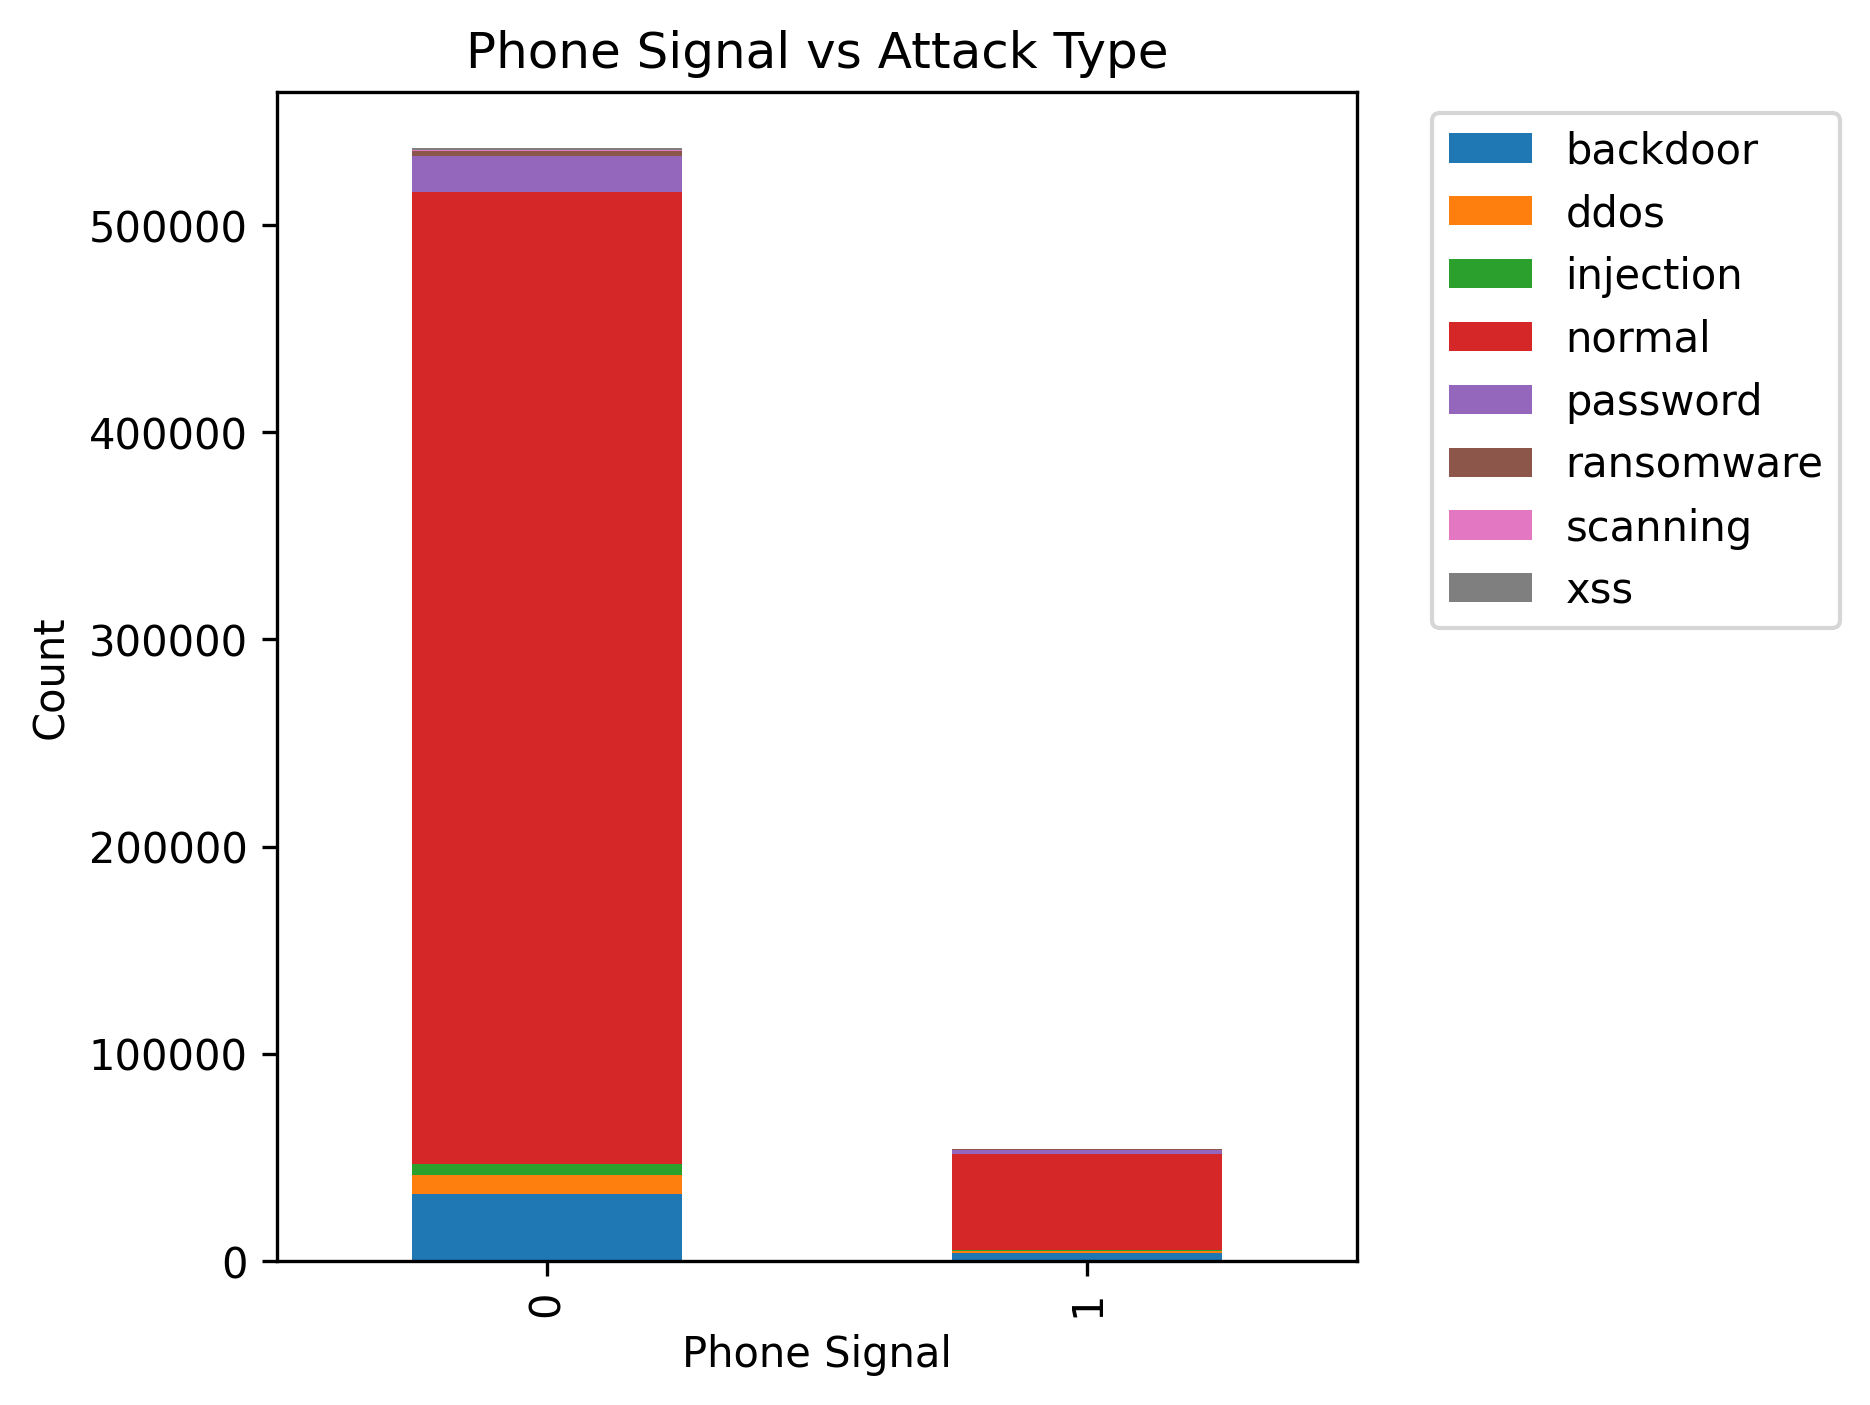 Phone Signal vs Attack Type
500000
400000
300000
200000
100000
0
Count
0
1
Phone Signal
backdoor
ddos
injection
normal
password
ransomware
scanning
xss